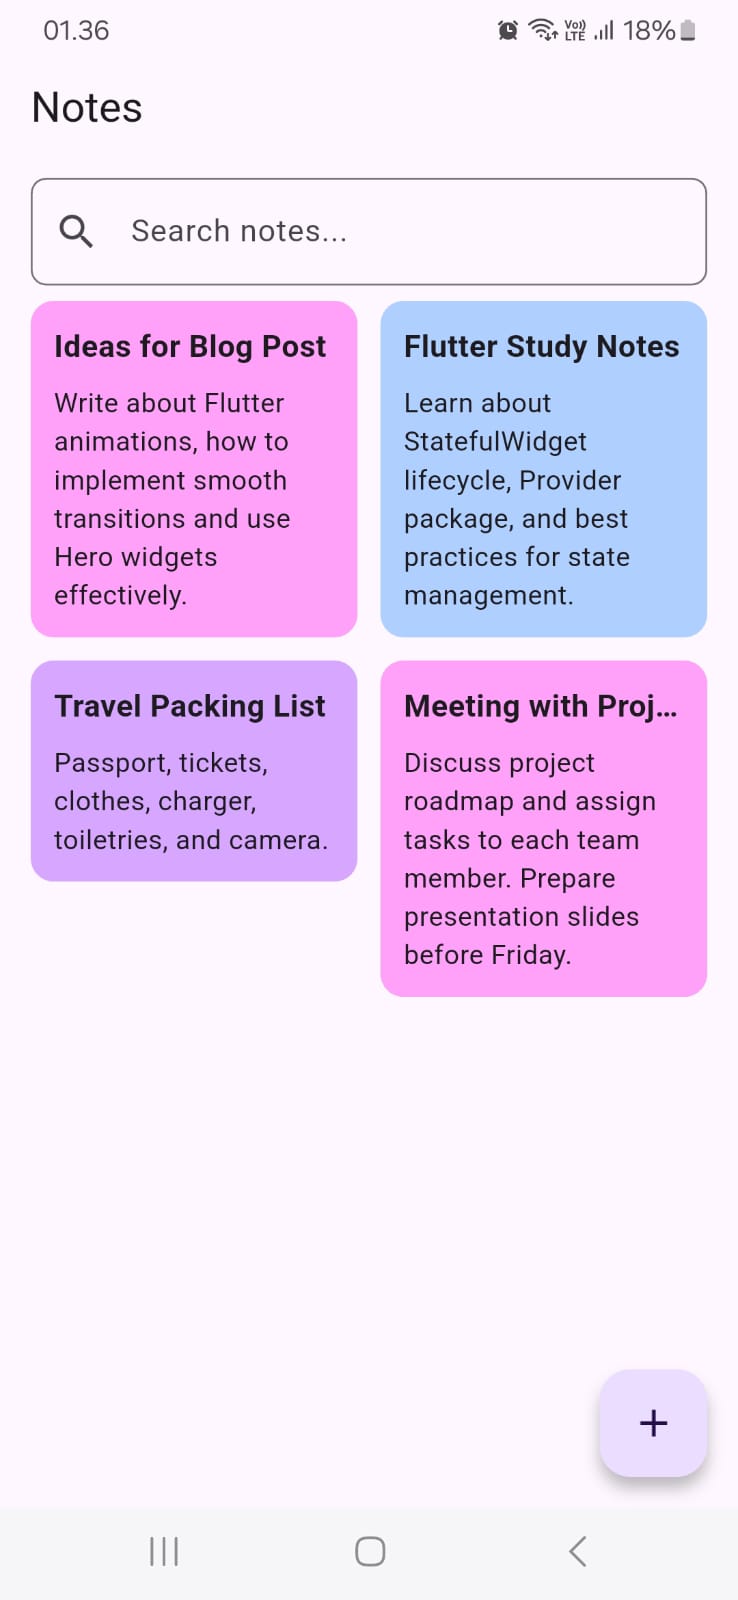 01.36
Vo)) LTE 18%
Notes
Search notes...
Ideas for Blog Post
Write about Flutter
animations, how to
implement smooth
transitions and use
Hero widgets
effectively.
Flutter Study Notes
Learn about
StatefulWidget
lifecycle, Provider
package, and best
practices for state
management.
Travel Packing List
Passport, tickets,
clothes, charger,
toiletries, and camera.
Meeting with Proj...
Discuss project
roadmap and assign
tasks to each team
member. Prepare
presentation slides
before Friday.